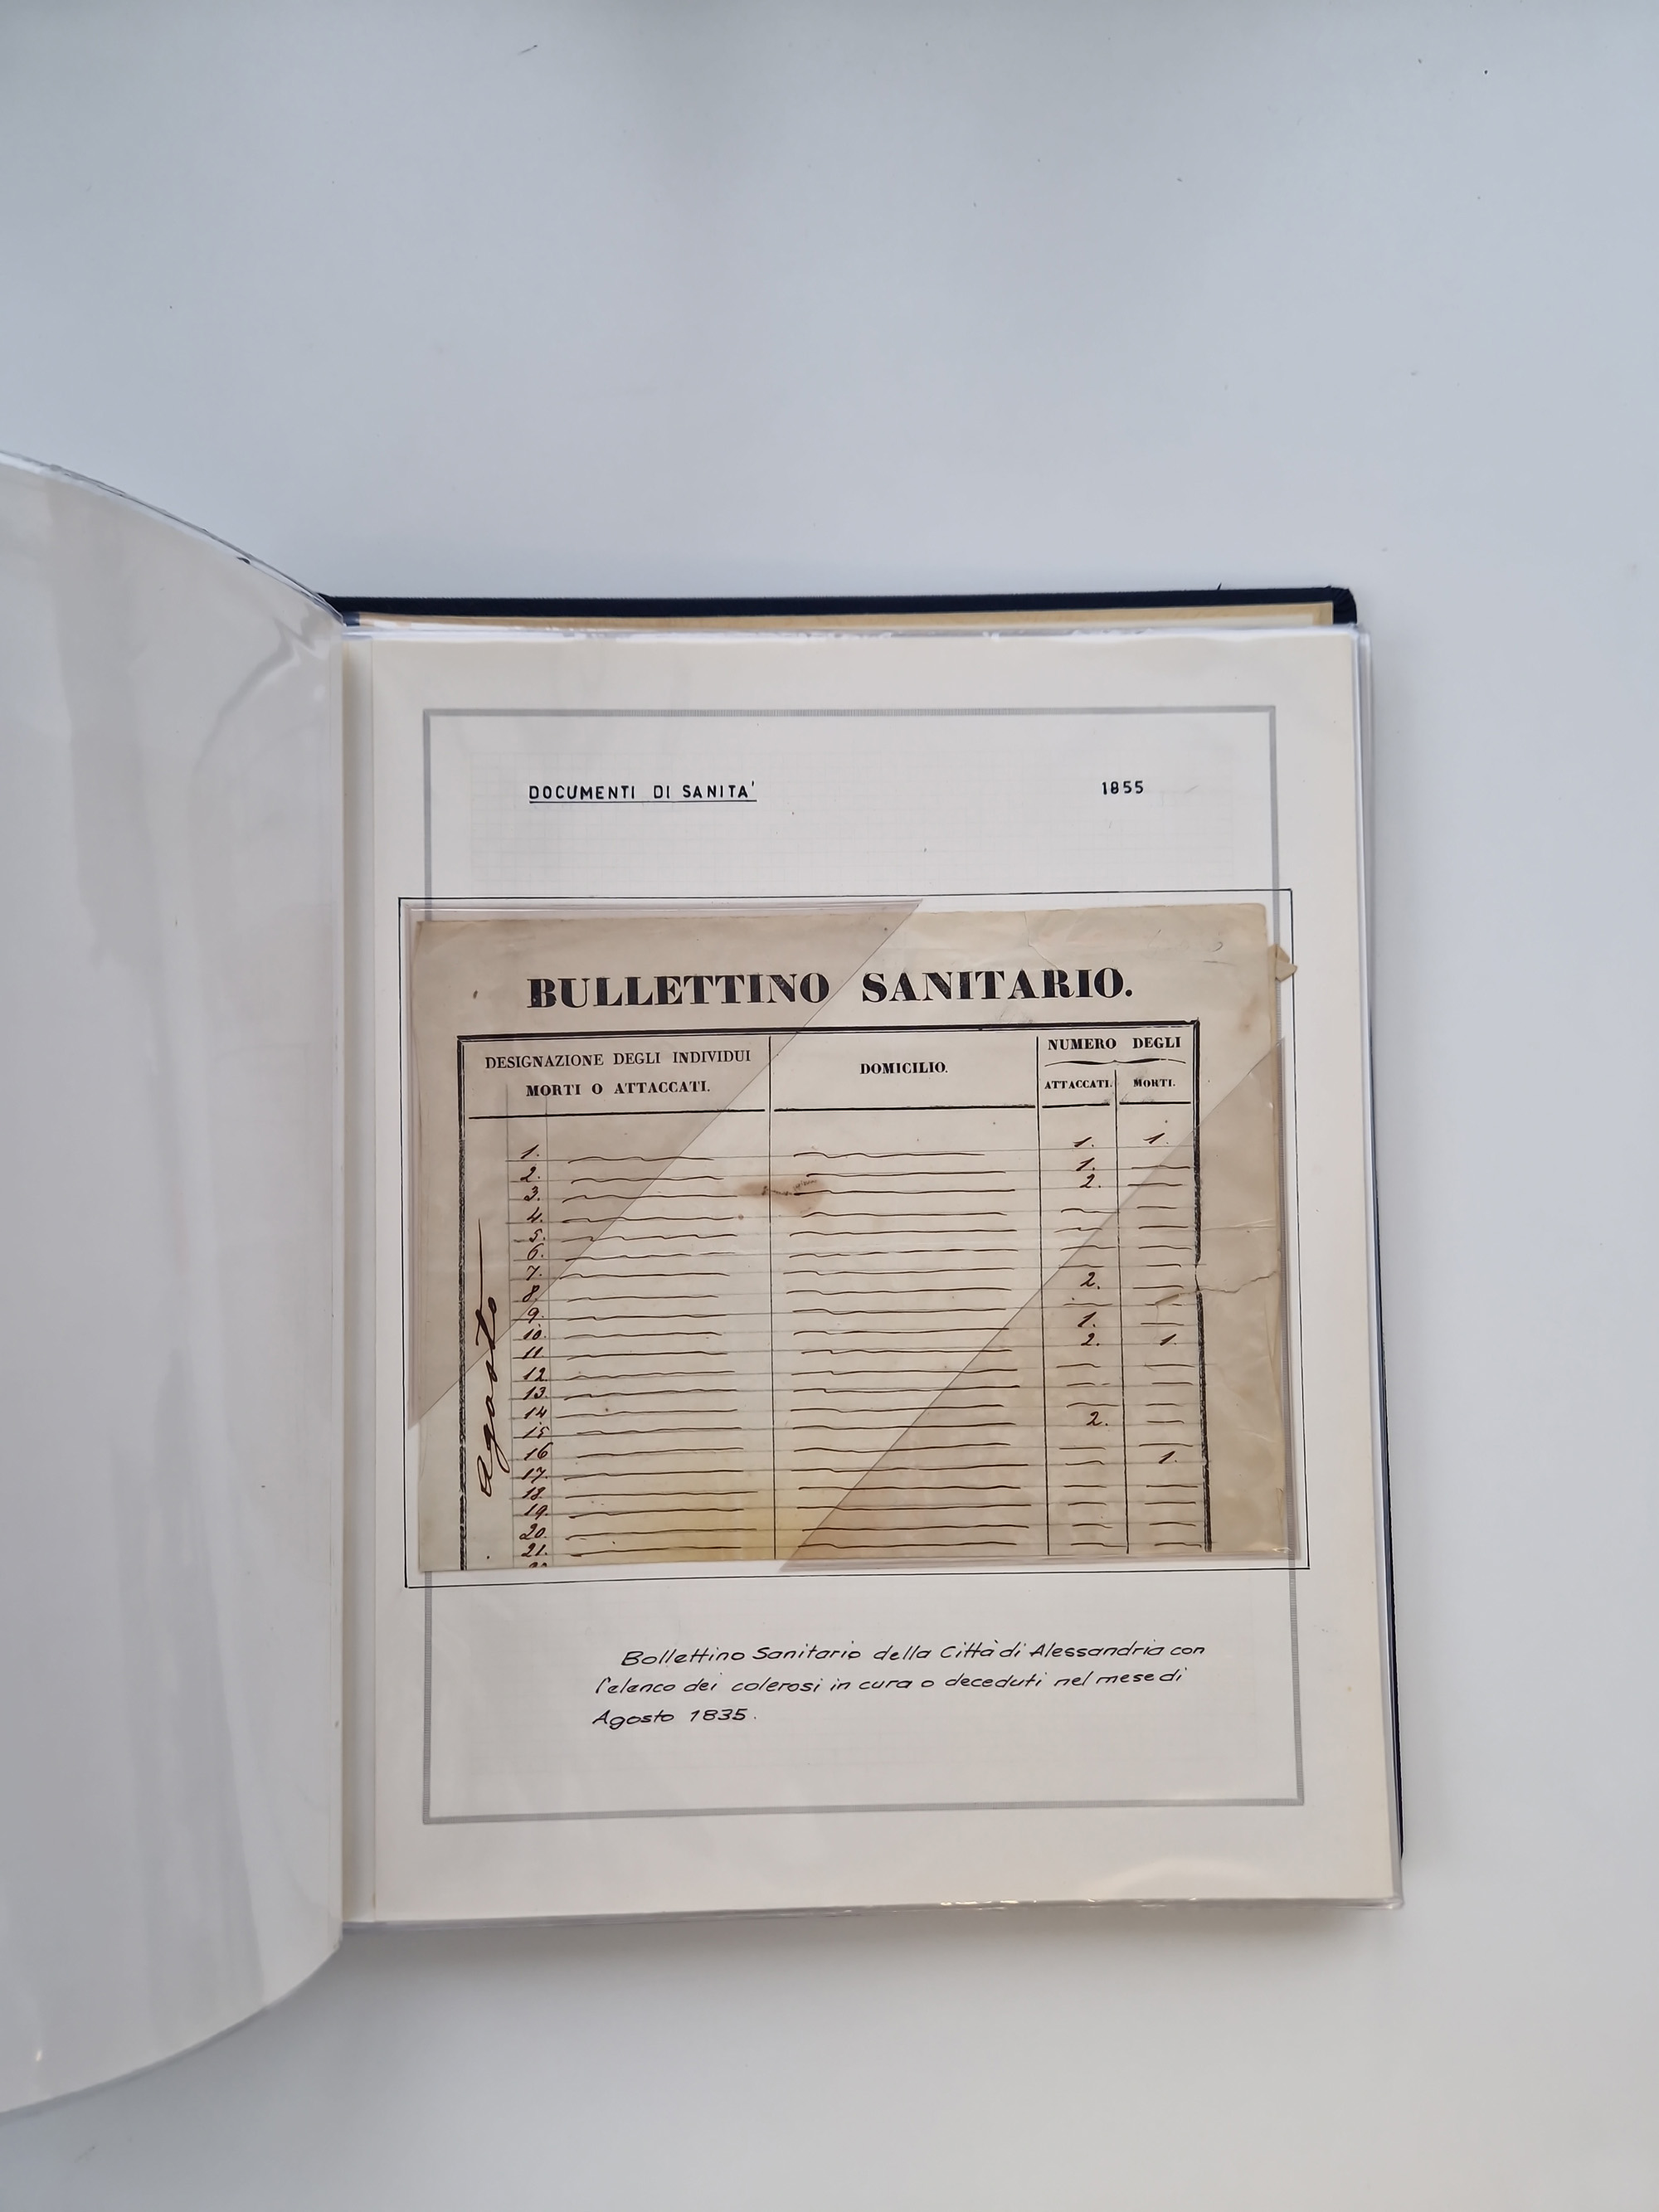 DOCUMENTI DI SANITA' 1855
BULLETTINO SANITARIO.
DESIGNAZIONE DEGLI INDIVIDUI
MORTI O ATTACCATI.
DOMICILIO.
NUMERO DEGLI
ATTACCATI. MORTI.
agosto
1. 1. 1.
2. 1.
3. 2.
4.
5.
6.
7.
8. 2.
9.
10. 1.
11. 2. 1.
12.
13.
14.
15. 2.
16.
17. 1.
18.
19.
20.
21.
Bollettino Sanitario della Città di Alessandria con
l'elenco dei colerosi in cura o deceduti nel mese di
Agosto 1835.